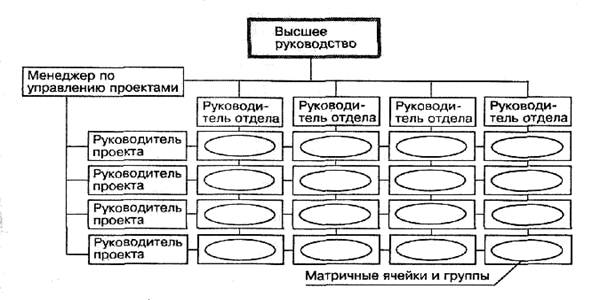 Высшее
руководство
Менеджер по
управлению проектами
Руководи-
тель отдела
Руководи-
тель отдела
Руководи-
тель отдела
Руководи-
тель отдела
Руководитель
проекта
Руководитель
проекта
Руководитель
проекта
Руководитель
проекта
Матричные ячейки и группы